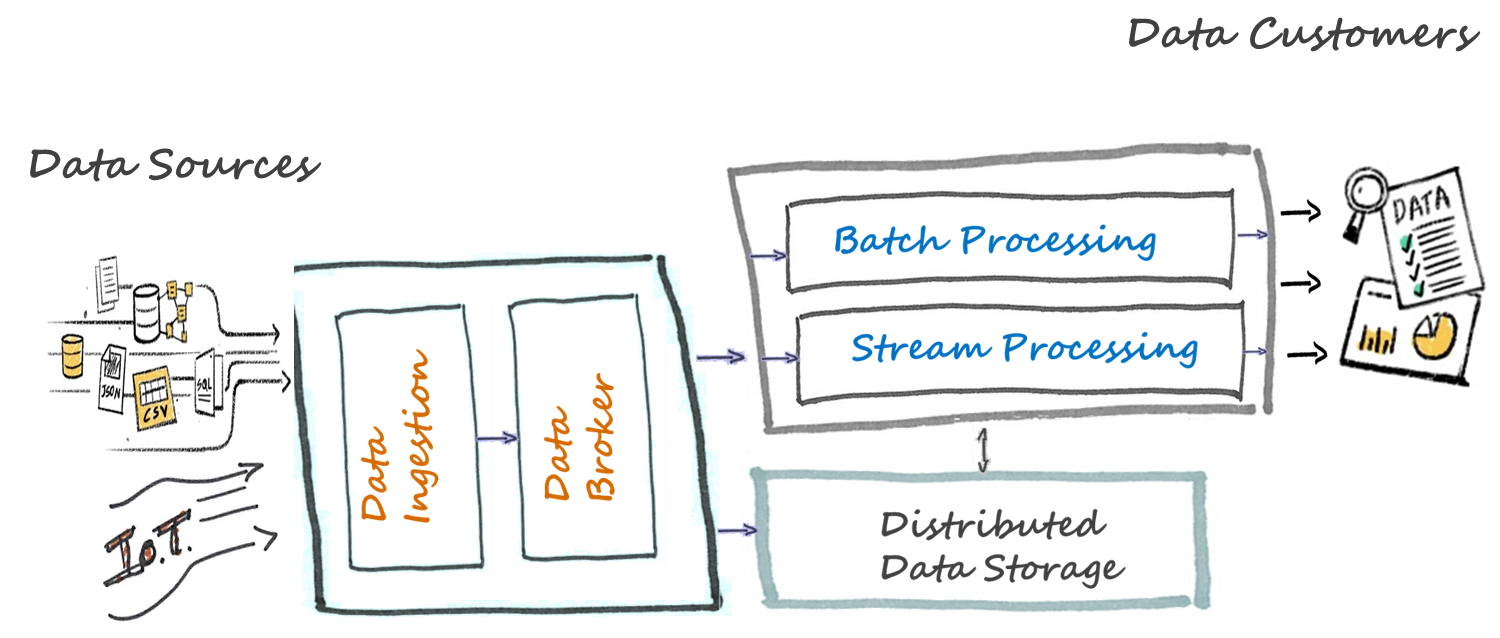 Data Customers
Data Sources
JSON
CSV
SQL
I.o.T.
Data
Ingestion
Data
Broker
Batch Processing
Stream Processing
Distributed
Data Storage
DATA